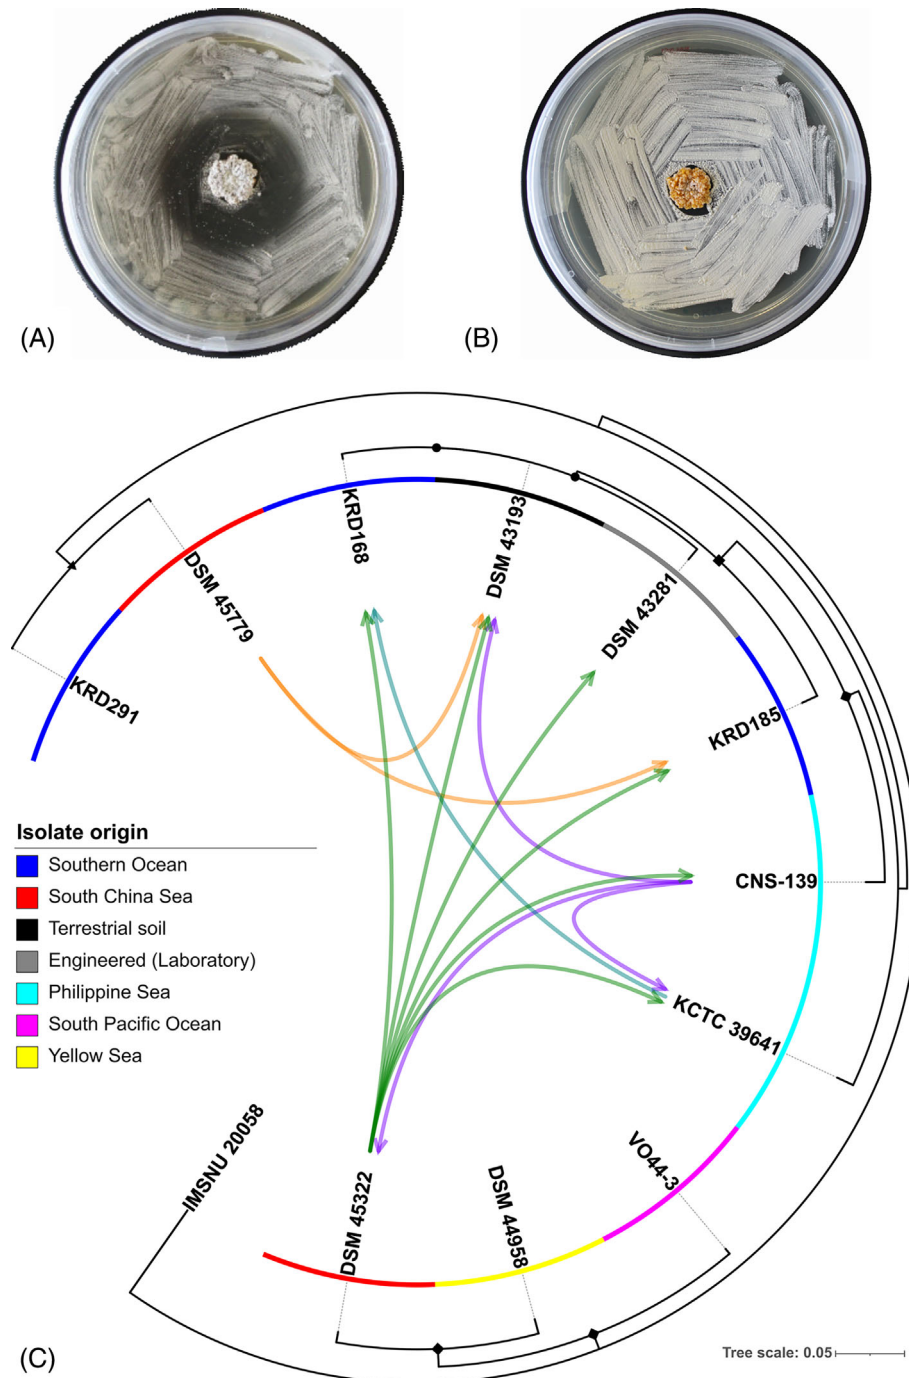 (A)
(B)
KRD291
DSM 45779
KRD168
DSM 43193
DSM 43281
KRD185
CNS-139
KCTC 39641
VO44-3
DSM 44958
DSM 45322
IMSNU 20058
Isolate origin
Southern Ocean
South China Sea
Terrestrial soil
Engineered (Laboratory)
Philippine Sea
South Pacific Ocean
Yellow Sea
(C)
Tree scale: 0.05